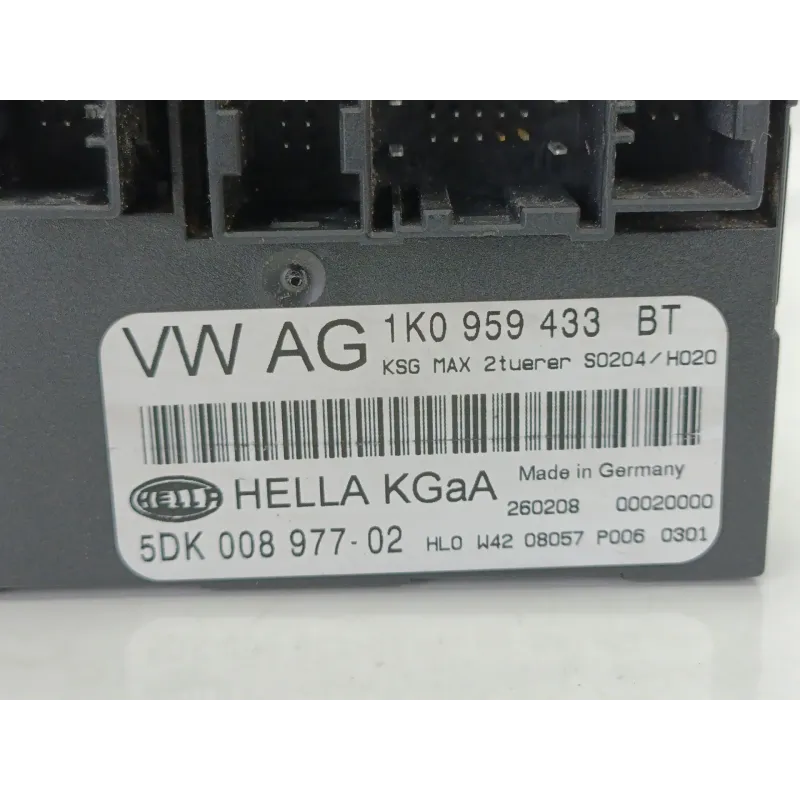 VW AG 1K0 959 433 BT
KSG MAX 2tuerer S0204/H020
HELLA HELLA KGaA Made in Germany
260208 00020000
5DK 008 977-02 HL0 W42 08057 P006 0301